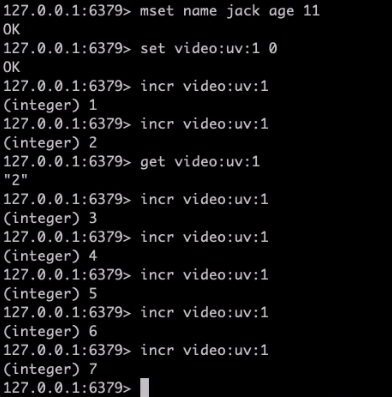 127.0.0.1:6379> mset name jack age 11
OK
127.0.0.1:6379> set video:uv:1 0
OK
127.0.0.1:6379> incr video:uv:1
(integer) 1
127.0.0.1:6379> incr video:uv:1
(integer) 2
127.0.0.1:6379> get video:uv:1
"2"
127.0.0.1:6379> incr video:uv:1
(integer) 3
127.0.0.1:6379> incr video:uv:1
(integer) 4
127.0.0.1:6379> incr video:uv:1
(integer) 5
127.0.0.1:6379> incr video:uv:1
(integer) 6
127.0.0.1:6379> incr video:uv:1
(integer) 7
127.0.0.1:6379>